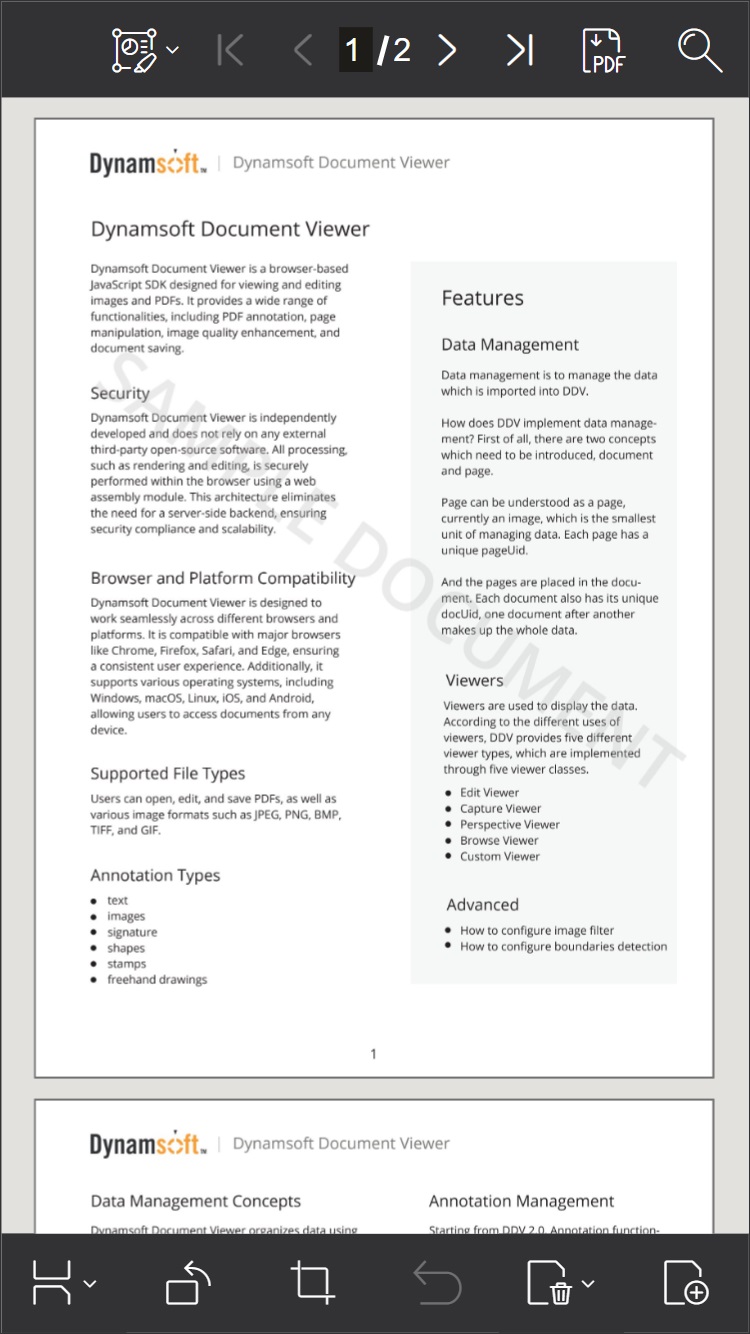 1 / 2
PDF
Dynamsoft™ | Dynamsoft Document Viewer
Dynamsoft Document Viewer
Dynamsoft Document Viewer is a browser-based
JavaScript SDK designed for viewing and editing
images and PDFs. It provides a wide range of
functionalities, including PDF annotation, page
manipulation, image quality enhancement, and
document saving.
Security
Dynamsoft Document Viewer is independently
developed and does not rely on any external
third-party open-source software. All processing,
such as rendering and editing, is securely
performed within the browser using a web
assembly module. This architecture eliminates
the need for a server-side backend, ensuring
security compliance and scalability.
Browser and Platform Compatibility
Dynamsoft Document Viewer is designed to
work seamlessly across different browsers and
platforms. It is compatible with major browsers
like Chrome, Firefox, Safari, and Edge, ensuring
a consistent user experience. Additionally, it
supports various operating systems, including
Windows, macOS, Linux, iOS, and Android,
allowing users to access documents from any
device.
Supported File Types
Users can open, edit, and save PDFs, as well as
various image formats such as JPEG, PNG, BMP,
TIFF, and GIF.
Annotation Types
• text
• images
• signature
• shapes
• stamps
• freehand drawings
Features
Data Management
Data management is to manage the data
which is imported into DDV.
How does DDV implement data manage-
ment? First of all, there are two concepts
which need to be introduced, document
and page.
Page can be understood as a page,
currently an image, which is the smallest
unit of managing data. Each page has a
unique pageUid.
And the pages are placed in the docu-
ment. Each document also has its unique
docUid, one document after another
makes up the whole data.
Viewers
Viewers are used to display the data.
According to the different uses of
viewers, DDV provides five different
viewer types, which are implemented
through five viewer classes.
• Edit Viewer
• Capture Viewer
• Perspective Viewer
• Browse Viewer
• Custom Viewer
Advanced
• How to configure image filter
• How to configure boundaries detection
SAMPLE DOCUMENT
1
Dynamsoft™ | Dynamsoft Document Viewer
Data Management Concepts
Dynamsoft Document Viewer organizes data using
Annotation Management
Starting from DDV 2.0, Annotation function-